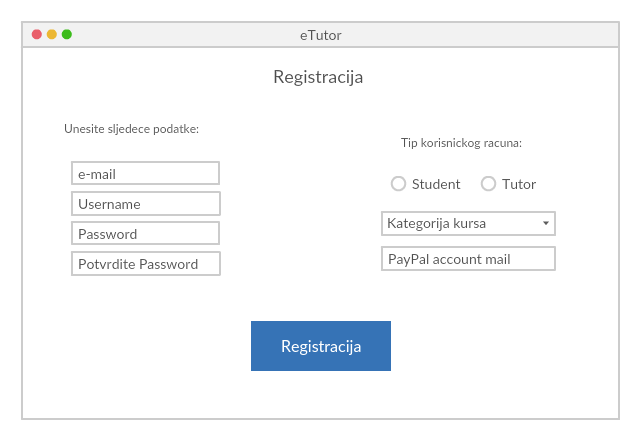 eTutor
Registracija
Unesite sljedece podatke:
e-mail
Username
Password
Potvrdite Password
Tip korisnickog racuna:
Student
Tutor
Kategorija kursa
PayPal account mail
Registracija